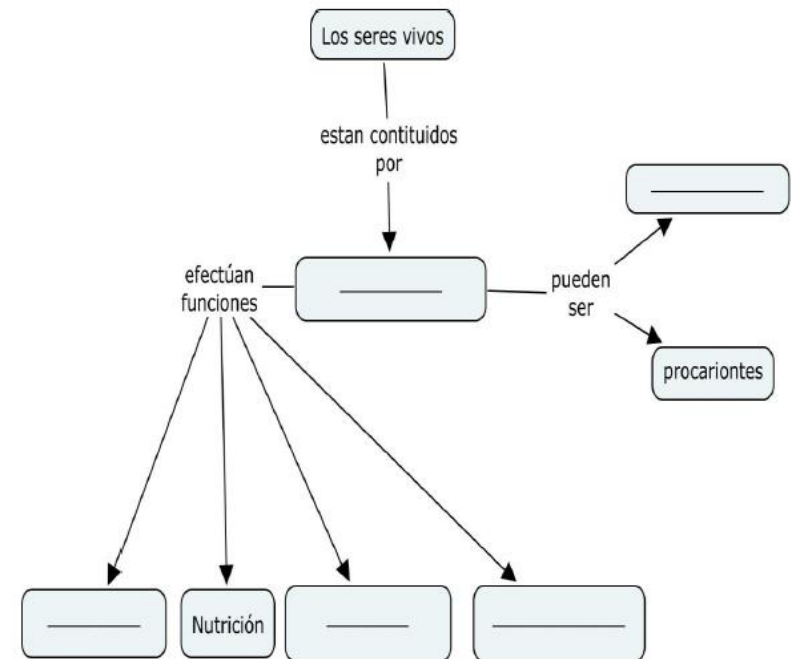 Los seres vivos
estan contituidos
por
efectúan
funciones
pueden
ser
procariontes
Nutrición